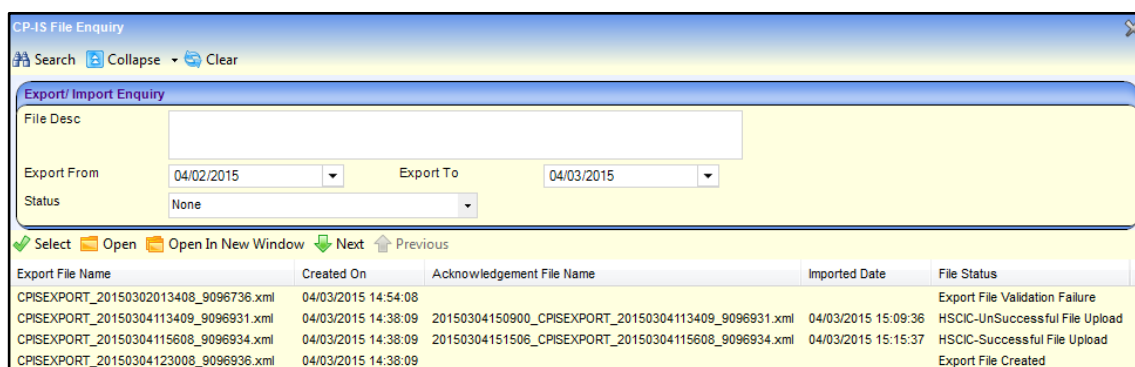 CP-IS File Enquiry
Search Collapse Clear
Export/ Import Enquiry
File Desc
Export From 04/02/2015 Export To 04/03/2015
Status None
Select Open Open In New Window Next Previous
Export File Name Created On Acknowledgement File Name Imported Date File Status
CPISEXPORT_20150302013408_9096736.xml 04/03/2015 14:54:08 Export File Validation Failure
CPISEXPORT_20150304113409_9096931.xml 04/03/2015 14:38:09 20150304150900_CPISEXPORT_20150304113409_9096931.xml 04/03/2015 15:09:36 HSCIC-UnSuccessful File Upload
CPISEXPORT_20150304115608_9096934.xml 04/03/2015 14:38:09 20150304151506_CPISEXPORT_20150304115608_9096934.xml 04/03/2015 15:15:37 HSCIC-Successful File Upload
CPISEXPORT_20150304123008_9096936.xml 04/03/2015 14:38:09 Export File Created